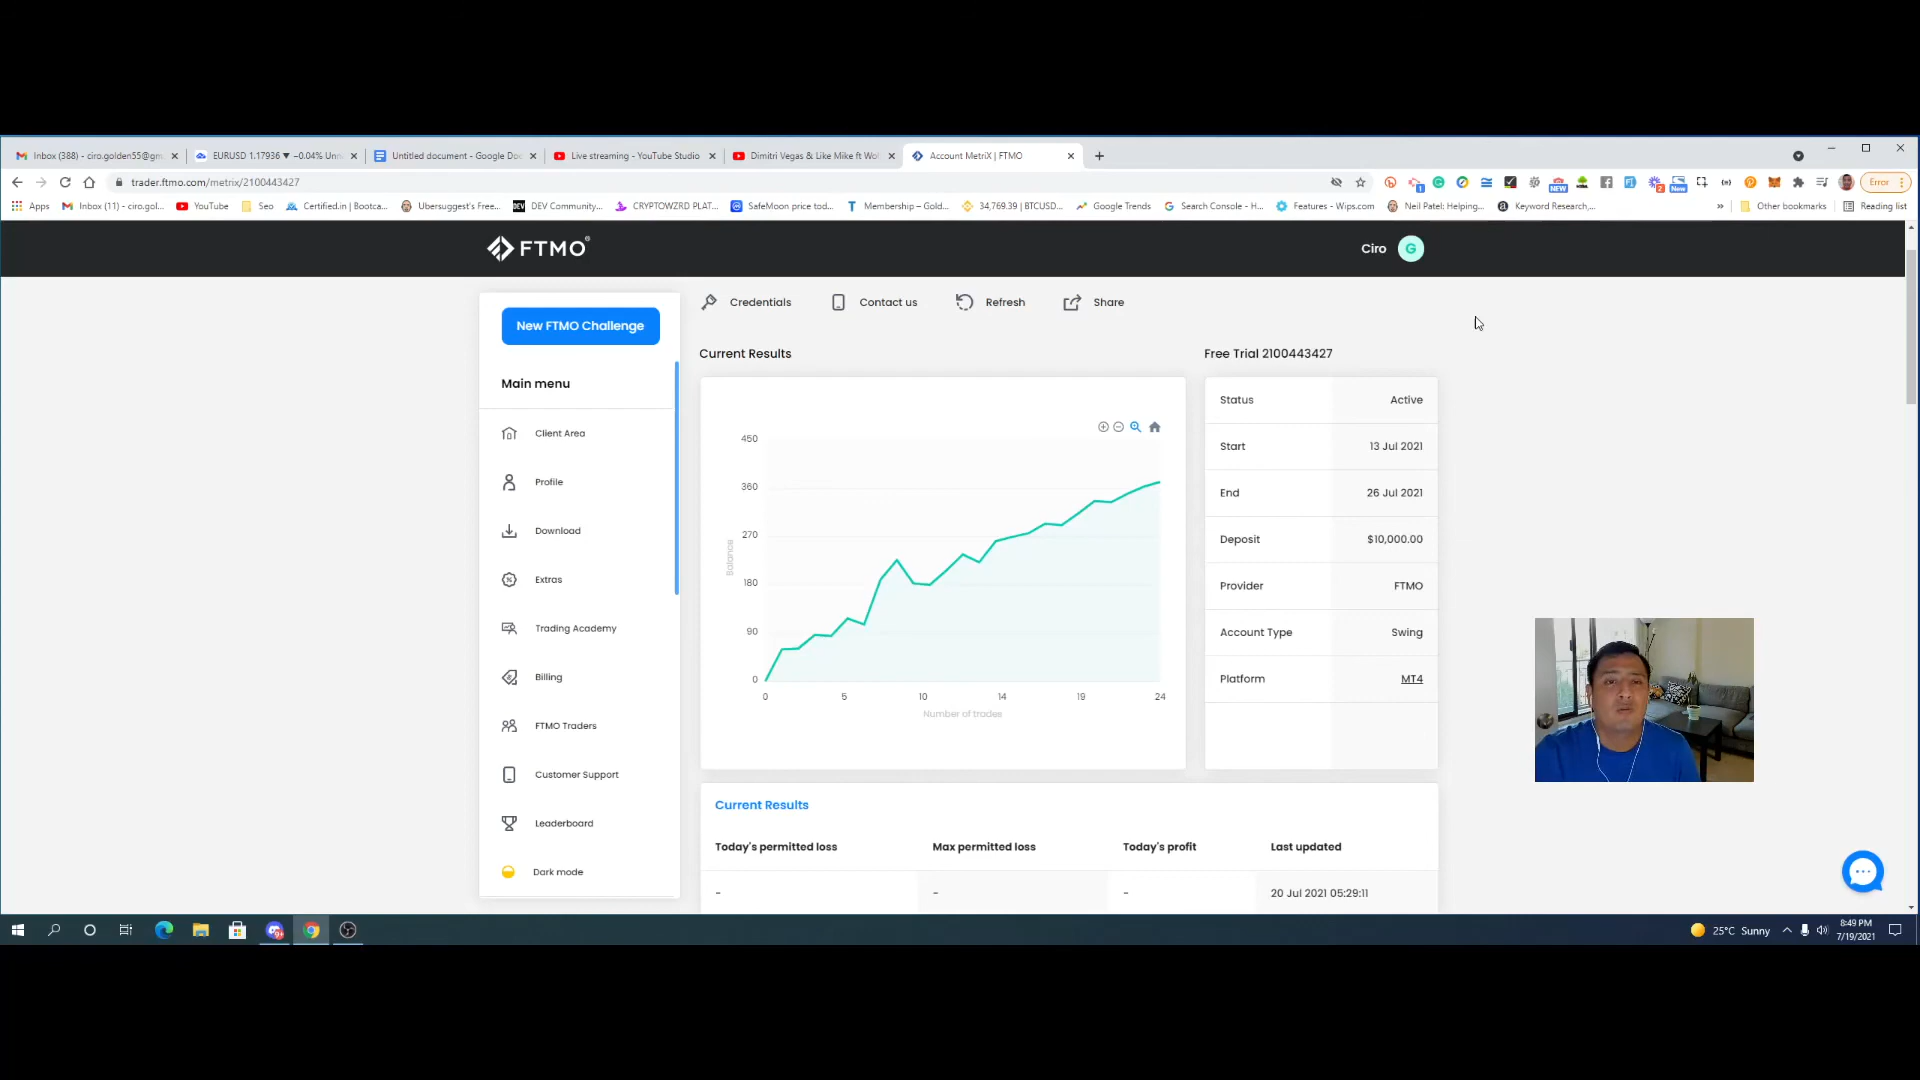 Inbox (388) - ciro.golden55@gm
EURUSD 1.17936 ▼ −0.04% Unn
Untitled document - Google Doc
Live streaming - YouTube Studio
Dimitri Vegas & Like Mike ft Wol
Account MetriX | FTMO
trader.ftmo.com/metrix/2100443427
Error
Apps
Inbox (11) - ciro.gol...
YouTube
Seo
Certified.in | Bootca...
Ubersuggest's Free...
DEV Community...
CRYPTOWZRD PLAT...
SafeMoon price tod...
Membership – Gold...
34,769.39 | BTCUSD...
Google Trends
Search Console - H...
Features - Wips.com
Neil Patel: Helping...
Keyword Research,...
»
Other bookmarks
Reading list
FTMO
Ciro
G
New FTMO Challenge
Main menu
Client Area
Profile
Download
Extras
Trading Academy
Billing
FTMO Traders
Customer Support
Leaderboard
Dark mode
Credentials
Contact us
Refresh
Share
Current Results
450
360
270
180
90
0
Balance
0
5
10
14
19
24
Number of trades
Free Trial 2100443427
Status Active
Start 13 Jul 2021
End 26 Jul 2021
Deposit $10,000.00
Provider FTMO
Account Type Swing
Platform MT4
Current Results
Today's permitted loss
Max permitted loss
Today's profit
Last updated
-
-
-
20 Jul 2021 05:29:11
25°C Sunny
8:49 PM
7/19/2021